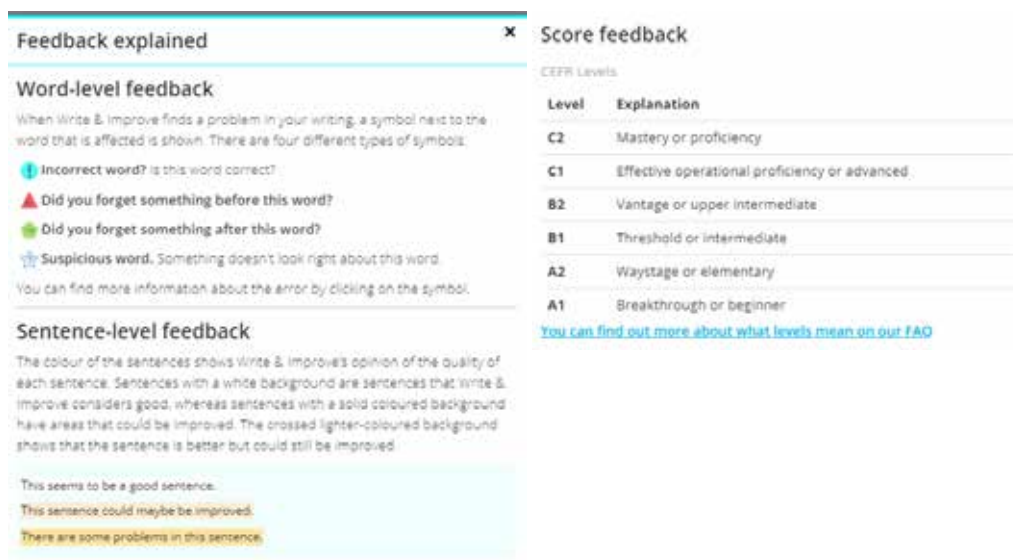 Feedback explained
×
Word-level feedback
When Write & Improve finds a problem in your writing, a symbol next to the
word that is affected is shown. There are four different types of symbols:
Incorrect word? Is this word correct?
Did you forget something before this word?
Did you forget something after this word?
Suspicious word. Something doesn't look right about this word.
You can find more information about the error by clicking on the symbol.
Sentence-level feedback
The colour of the sentences shows Write & Improve's opinion of the quality of
each sentence. Sentences with a white background are sentences that Write &
Improve considers good, whereas sentences with a solid coloured background
have areas that could be improved. The crossed lighter-coloured background
shows that the sentence is better but could still be improved.
This seems to be a good sentence.
This sentence could maybe be improved.
There are some problems in this sentence.
Score feedback
CEFR Levels
Level Explanation
C2 Mastery or proficiency
C1 Effective operational proficiency or advanced
B2 Vantage or upper intermediate
B1 Threshold or intermediate
A2 Waystage or elementary
A1 Breakthrough or beginner
You can find out more about what levels mean on our FAQ